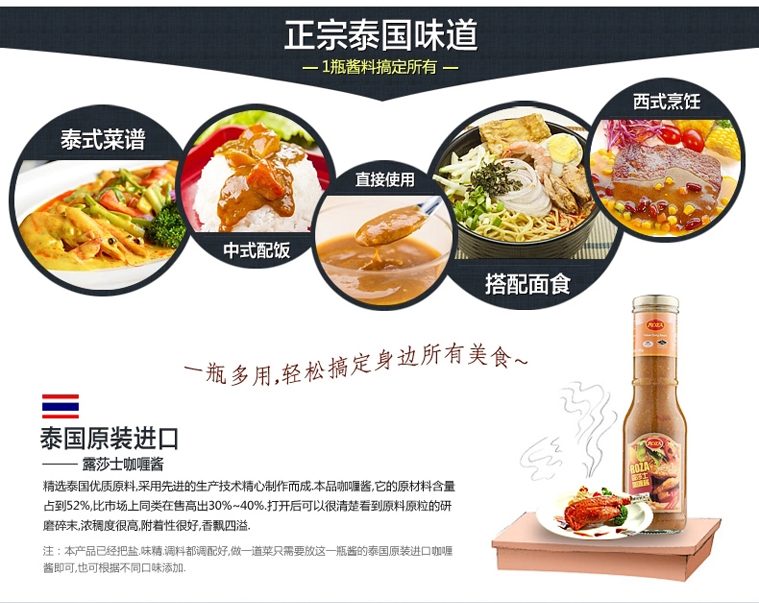 正宗泰国味道
1瓶酱料搞定所有
泰式菜谱
中式配饭
直接使用
搭配面食
西式烹饪
一瓶多用,轻松搞定身边所有美食~
泰国原装进口
露莎士咖喱酱
精选泰国优质原料,采用先进的生产技术精心制作而成.本品咖喱酱,它的原材料含量
占到52%,比市场上同类在售高出30%~40%.打开后可以很清楚看到原料原粒的研
磨碎末,浓稠度很高,附着性很好,香飘四溢.
注：本产品已经把盐.味精.调料都调配好,做一道菜只需要放这一瓶酱的泰国原装进口咖喱
酱即可,也可根据不同口味添加.
ROZA
ROZA
ROZA
露莎士
咖喱酱